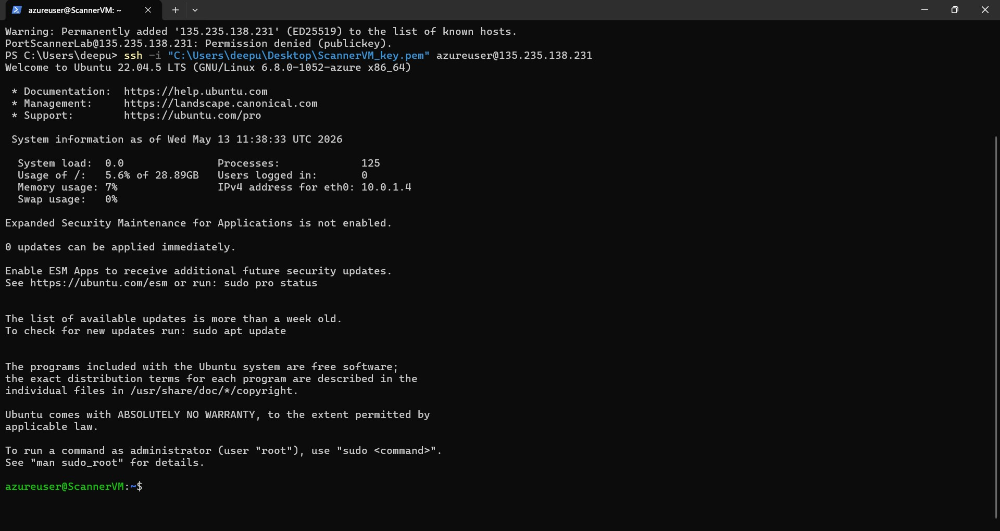 azureuser@ScannerVM: ~
Warning: Permanently added '135.235.138.231' (ED25519) to the list of known hosts.
PortScannerLab@135.235.138.231: Permission denied (publickey).
PS C:\Users\deepu> ssh -i "C:\Users\deepu\Desktop\ScannerVM_key.pem" azureuser@135.235.138.231
Welcome to Ubuntu 22.04.5 LTS (GNU/Linux 6.8.0-1052-azure x86_64)

 * Documentation:  https://help.ubuntu.com
 * Management:     https://landscape.canonical.com
 * Support:        https://ubuntu.com/pro

 System information as of Wed May 13 11:38:33 UTC 2026

  System load:  0.0               Processes:             125
  Usage of /:   5.6% of 28.89GB   Users logged in:       0
  Memory usage: 7%                IPv4 address for eth0: 10.0.1.4
  Swap usage:   0%

Expanded Security Maintenance for Applications is not enabled.

0 updates can be applied immediately.

Enable ESM Apps to receive additional future security updates.
See https://ubuntu.com/esm or run: sudo pro status

The list of available updates is more than a week old.
To check for new updates run: sudo apt update

The programs included with the Ubuntu system are free software;
the exact distribution terms for each program are described in the
individual files in /usr/share/doc/*/copyright.

Ubuntu comes with ABSOLUTELY NO WARRANTY, to the extent permitted by
applicable law.

To run a command as administrator (user "root"), use "sudo <command>".
See "man sudo_root" for details.

azureuser@ScannerVM:~$